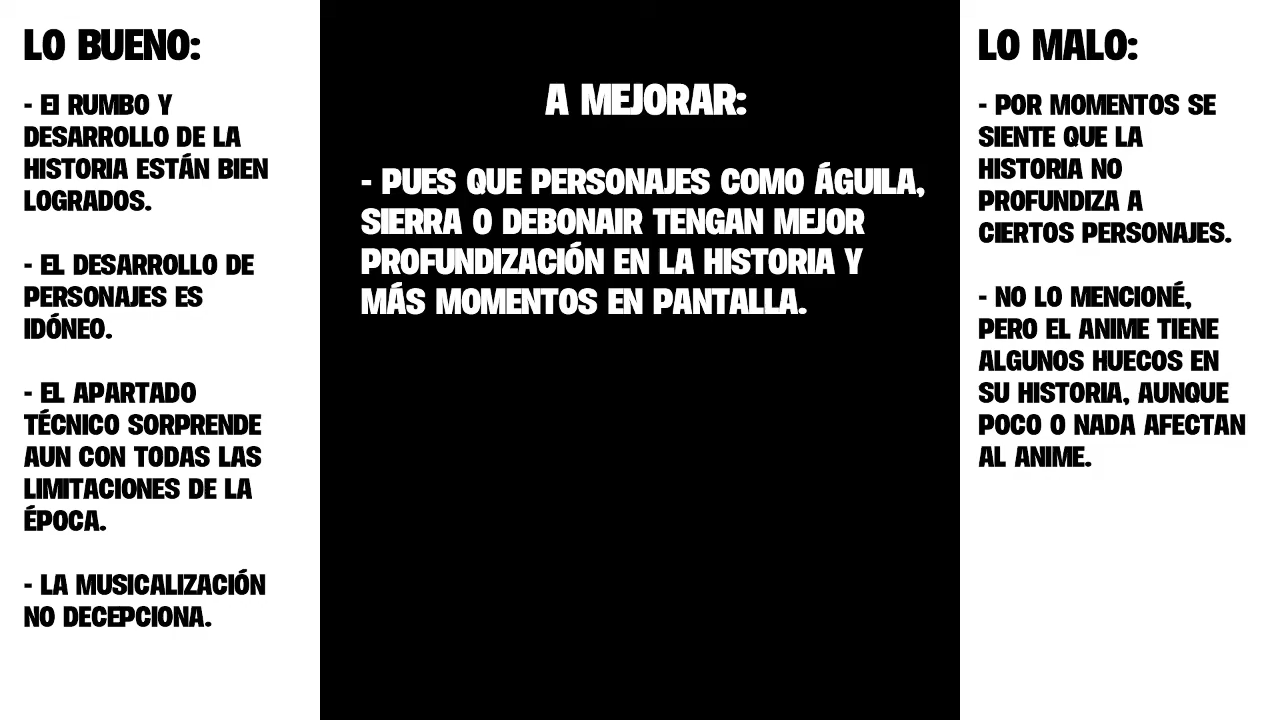 LO BUENO:
- El RUMBO Y
DESARROLLO DE LA
HISTORIA ESTÁN BIEN
LOGRADOS.
- EL DESARROLLO DE
PERSONAJES ES
IDÓNEO.
- EL APARTADO
TÉCNICO SORPRENDE
AUN CON TODAS LAS
LIMITACIONES DE LA
ÉPOCA.
- LA MUSICALIZACIÓN
NO DECEPCIONA.
A MEJORAR:
- PUES QUE PERSONAJES COMO ÁGUILA,
SIERRA O DEBONAIR TENGAN MEJOR
PROFUNDIZACIÓN EN LA HISTORIA Y
MÁS MOMENTOS EN PANTALLA.
LO MALO:
- POR MOMENTOS SE
SIENTE QUE LA
HISTORIA NO
PROFUNDIZA A
CIERTOS PERSONAJES.
- NO LO MENCIONÉ,
PERO EL ANIME TIENE
ALGUNOS HUECOS EN
SU HISTORIA, AUNQUE
POCO O NADA AFECTAN
AL ANIME.